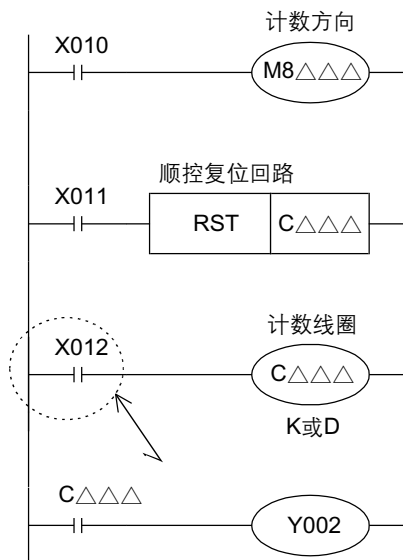 计数方向
X010
M8△△△
顺控复位回路
X011
RST C△△△
计数线圈
X012
C△△△
K或D
C△△△
Y002